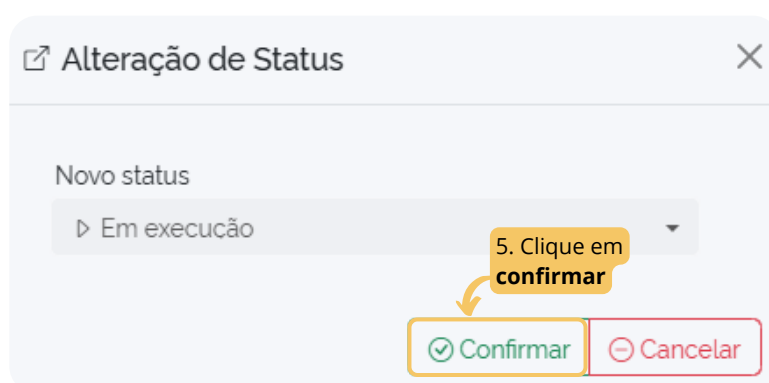 Alteração de Status
Novo status
Em execução
5. Clique em
confirmar
Confirmar
Cancelar